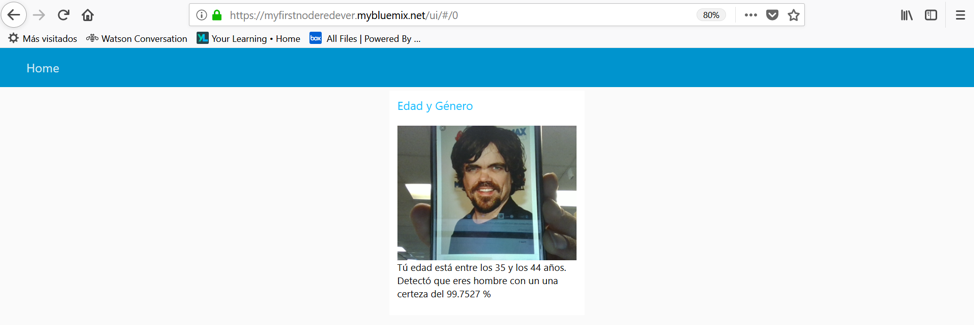 https://myfirstnoderedever.mybluemix.net/ui/#/0
80%
Más visitados
Watson Conversation
YL
Your Learning • Home
box
All Files | Powered By ...
Home
Edad y Género
Tú edad está entre los 35 y los 44 años.
Detectó que eres hombre con un una
certeza del 99.7527 %